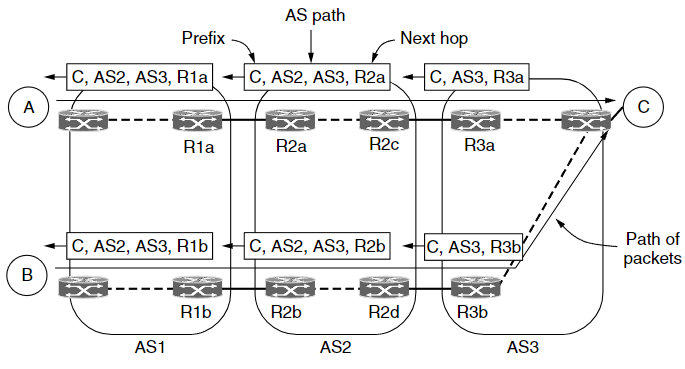 AS path
Prefix
Next hop
C, AS2, AS3, R1a
C, AS2, AS3, R2a
C, AS3, R3a
A
C
R1a
R2a
R2c
R3a
C, AS2, AS3, R1b
C, AS2, AS3, R2b
C, AS3, R3b
Path of
packets
B
R1b
R2b
R2d
R3b
AS1
AS2
AS3